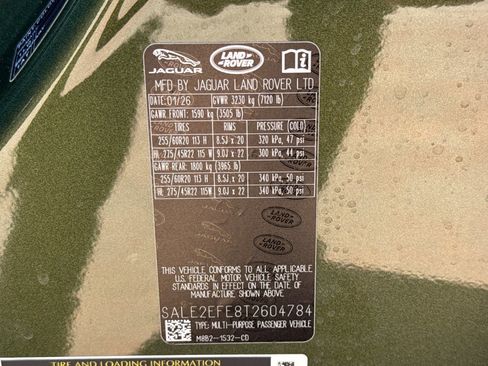 JAGUAR
LAND ROVER
MFD BY JAGUAR LAND ROVER LTD
DATE: 01/26 GVWR 3230 kg (7120 lb)
GAWR FRONT: 1590 kg (3505 lb)
TIRES RIMS PRESSURE (COLD)
255/60R20 113 H 8.5J x 20 320 kPa, 47 psi
HL 275/45R22 115 W 9.0J x 22 300 kPa, 44 psi
GAWR REAR: 1800 kg (3965 lb)
255/60R20 113 H 8.5J x 20 340 kPa, 50 psi
HL 275/45R22 115W 9.0J x 22 340 kPa, 50 psi
THIS VEHICLE CONFORMS TO ALL APPLICABLE
U.S. FEDERAL MOTOR VEHICLE SAFETY
STANDARDS IN EFFECT ON THE DATE OF
MANUFACTURE SHOWN ABOVE
SALE2EFE8T2604784
TYPE: MULTI-PURPOSE PASSENGER VEHICLE
M8B2-1532-CD
TIRE AND LOADING INFORMATION